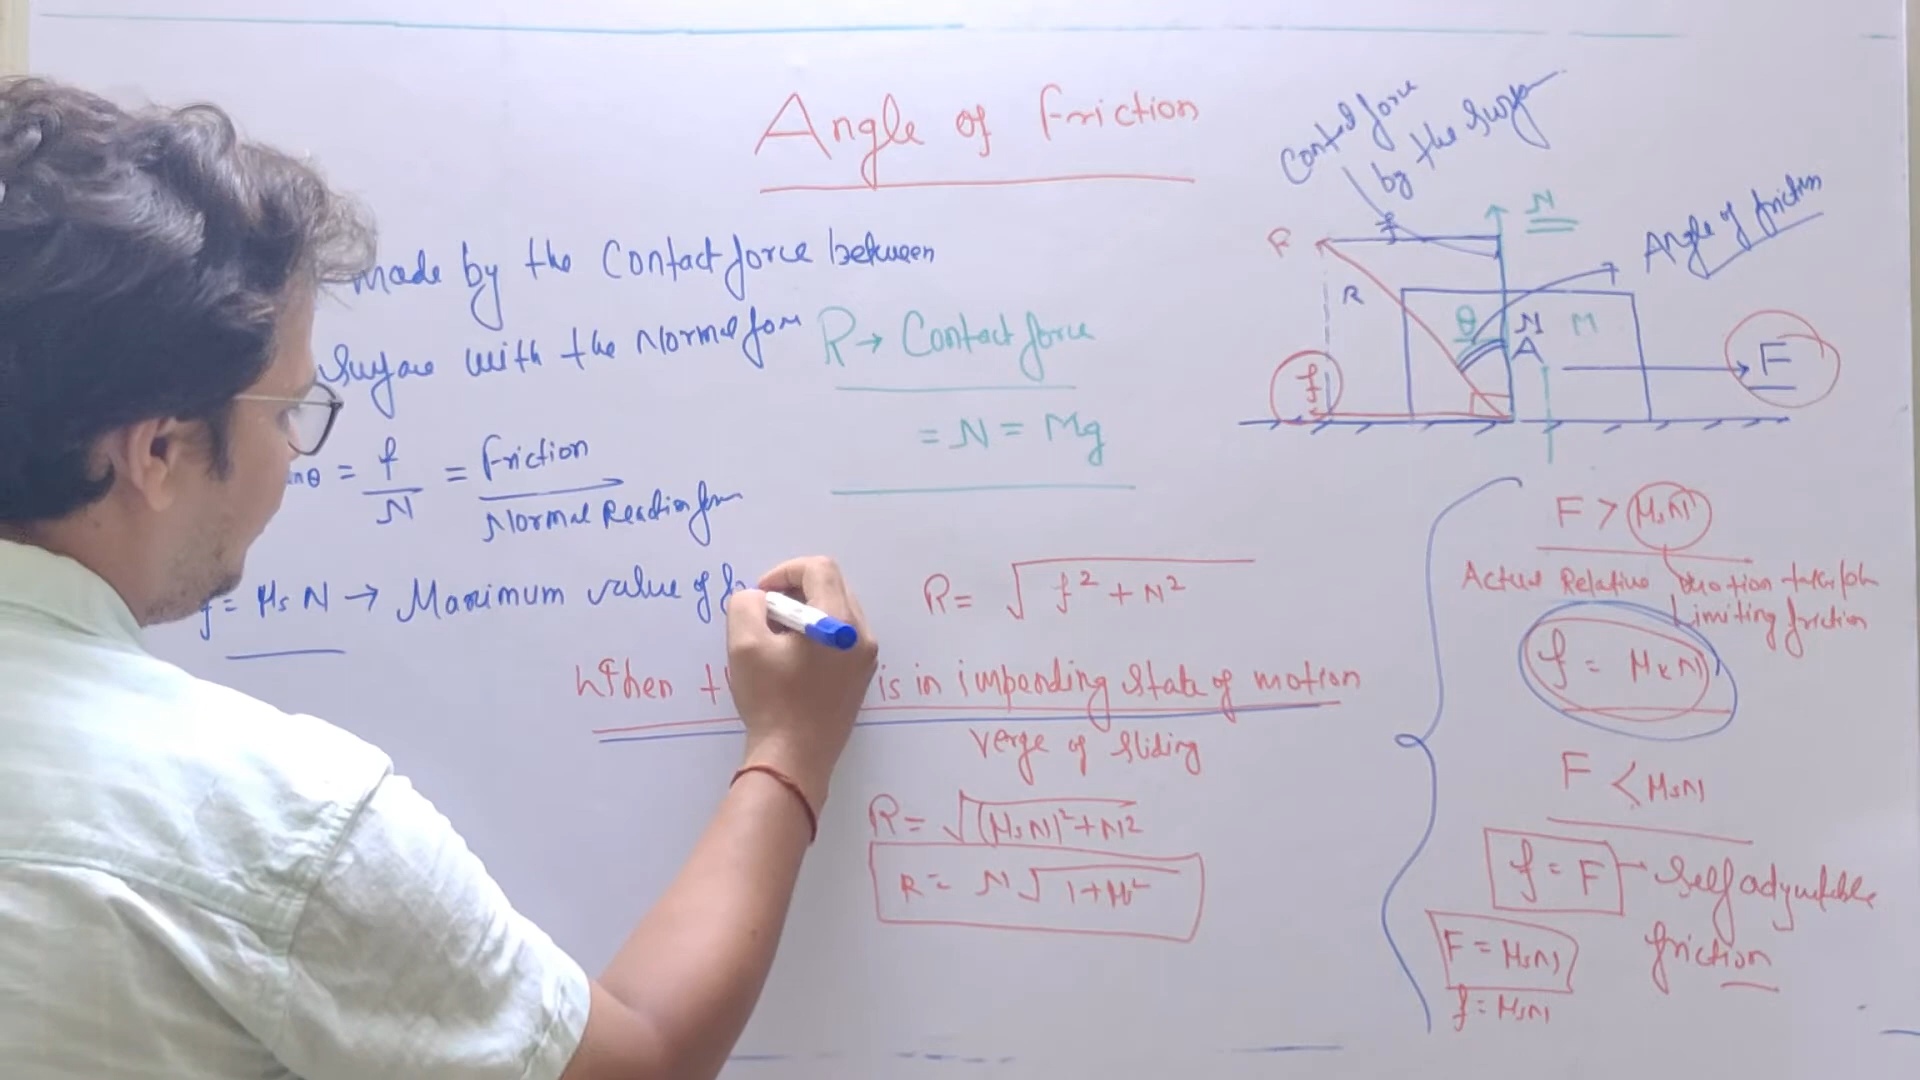 Angle of friction
made by the Contact force between
Surface with the Normal force
R → Contact force
= N = Mg
nθ = f/N = friction/Normal Reaction force
f = μs N → Maximum value of
R = √f² + N²
When is in impending state of motion
verge of sliding
R = √(μsN)² + N²
R = N√1+μs²
Contact force
by the Surface
N
Angle of friction
R
f
R
θ
N
M
A
f
F
F > μsN
Actual Relative motion takes place
Limiting friction
f = μkN
F < μsN
f = F → Self adjustable
friction
F = μsN
f = μsN